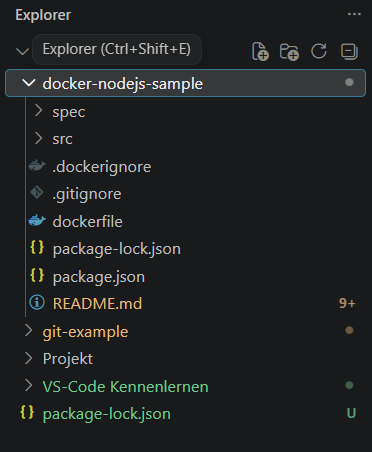 Explorer
Explorer (Ctrl+Shift+E)
docker-nodejs-sample
spec
src
.dockerignore
.gitignore
dockerfile
package-lock.json
package.json
README.md 9+
git-example
Projekt
VS-Code Kennenlernen
package-lock.json U